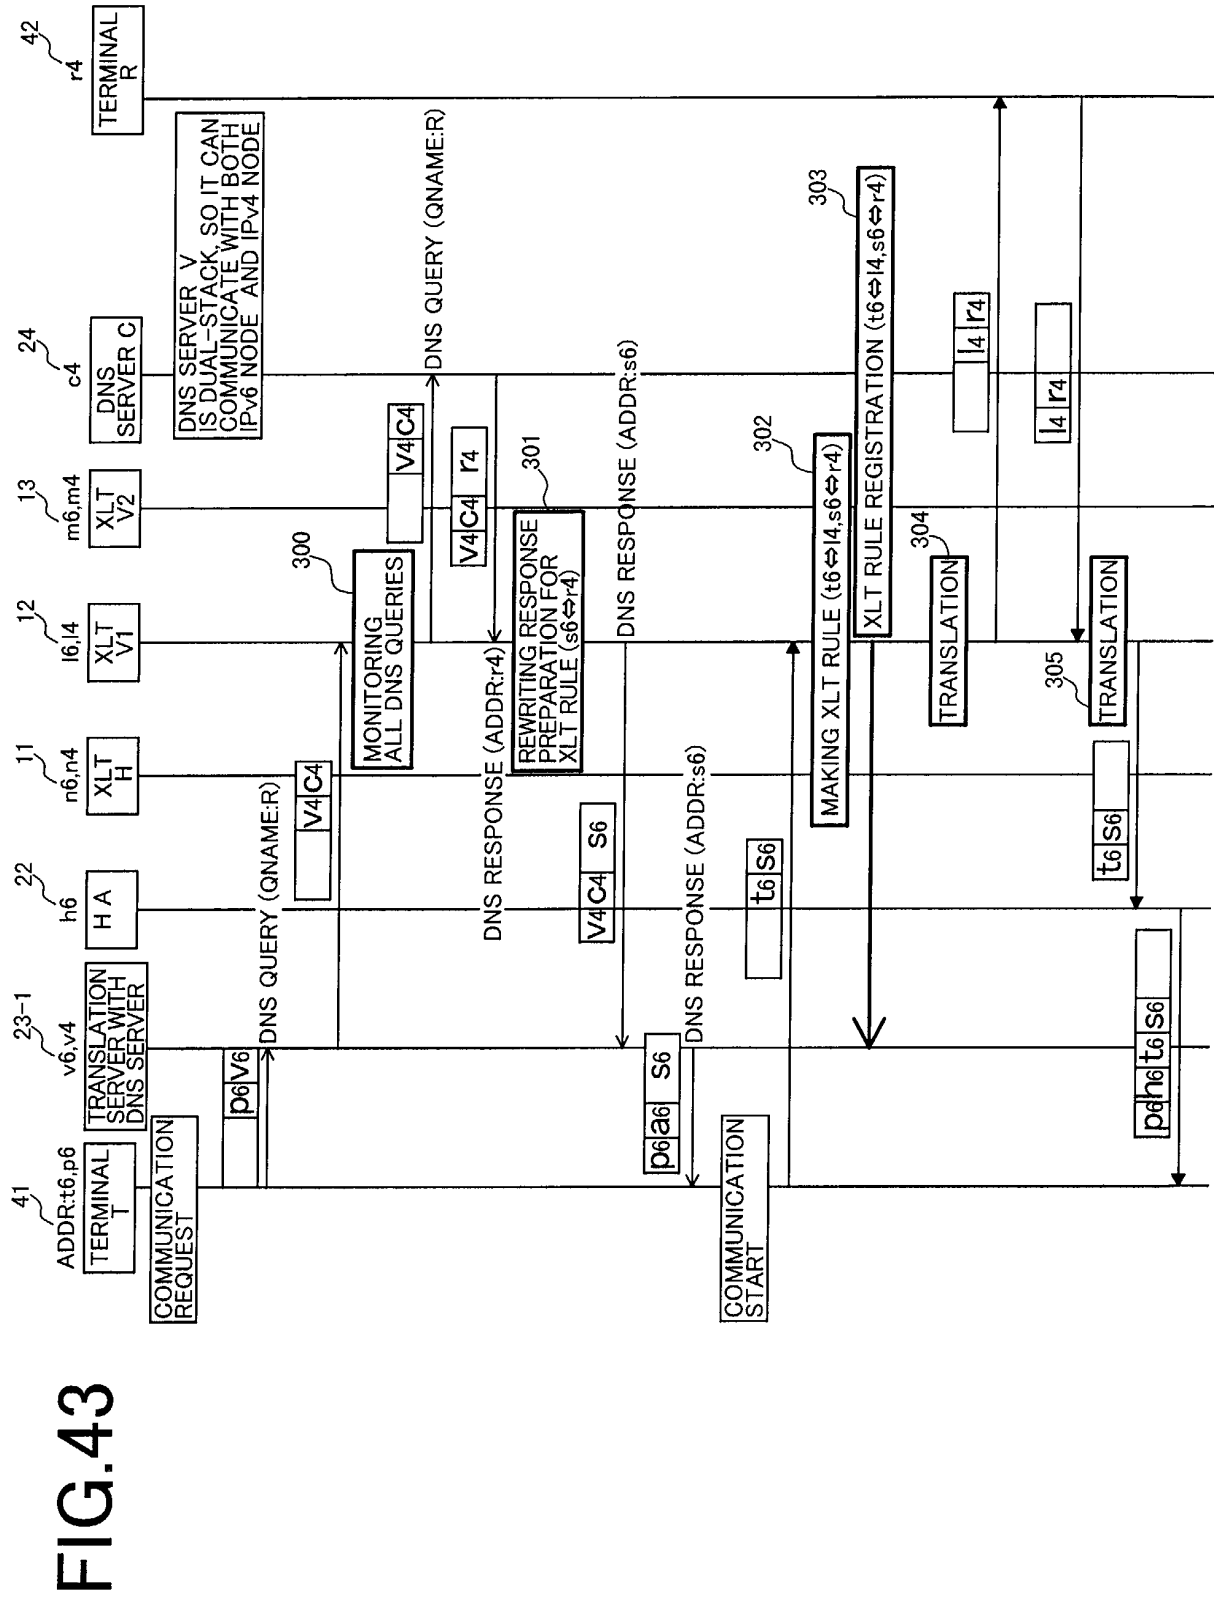 FIG.43
41
ADDR:t6,p6
TERMINAL
T
23-1
v6,v4
TRANSLATION
SERVER WITH
DNS SERVER
22
h6
H A
11
n6,n4
XLT
H
12
l6,l4
XLT
V1
13
m6,m4
XLT
V2
24
c4
DNS
SERVER C
42
r4
TERMINAL
R
COMMUNICATION
REQUEST
DNS SERVER V
IS DUAL-STACK, SO IT CAN
COMMUNICATE WITH BOTH
IPv6 NODE AND IPv4 NODE
p6 v6
DNS QUERY (QNAME:R)
v4 c4
300
MONITORING
ALL DNS QUERIES
v4 c4
DNS QUERY (QNAME:R)
v4 c4 r4
DNS RESPONSE (ADDR:r4)
301
REWRITING RESPONSE
PREPARATION FOR
XLT RULE (s6⇔r4)
v4 c4 s6
DNS RESPONSE (ADDR:s6)
p6 a6 s6
DNS RESPONSE (ADDR:s6)
COMMUNICATION
START
t6 s6
302
MAKING XLT RULE (t6⇔l4,s6⇔r4)
303
XLT RULE REGISTRATION (t6⇔l4,s6⇔r4)
304
TRANSLATION
l4 r4
l4 r4
305
TRANSLATION
t6 s6
p6 h6 t6 s6